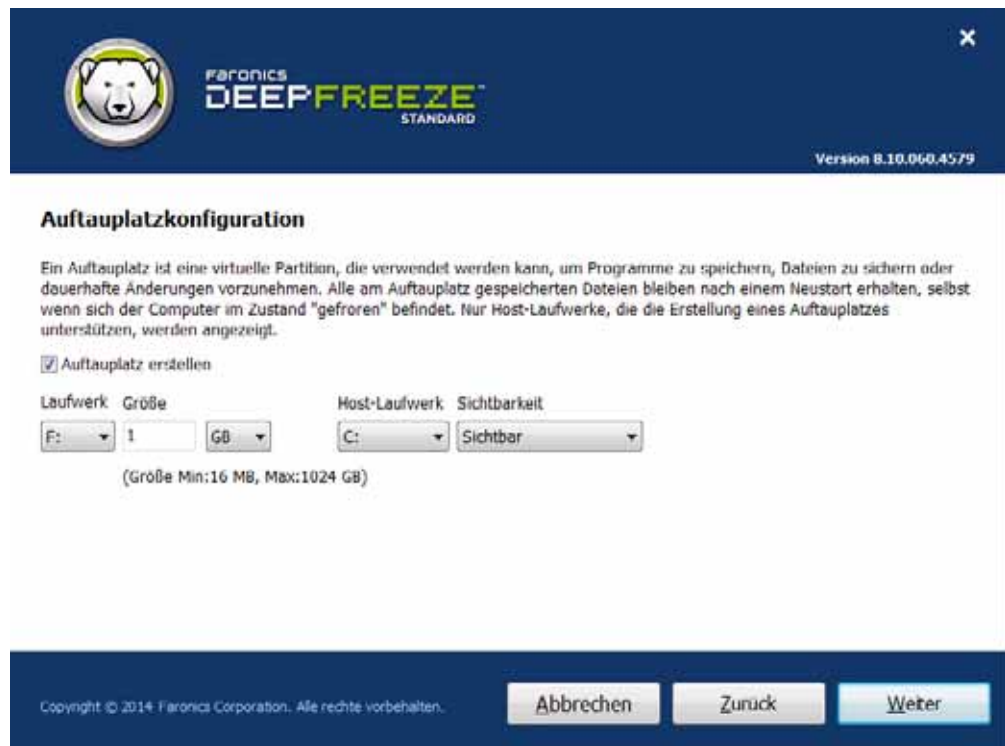 Faronics
DEEPFREEZE
STANDARD
Version 8.10.060.4579
Auftauplatzkonfiguration
Ein Auftauplatz ist eine virtuelle Partition, die verwendet werden kann, um Programme zu speichern, Dateien zu sichern oder
dauerhafte Änderungen vorzunehmen. Alle am Auftauplatz gespeicherten Dateien bleiben nach einem Neustart erhalten, selbst
wenn sich der Computer im Zustand "gefroren" befindet. Nur Host-Laufwerke, die die Erstellung eines Auftauplatzes
unterstützen, werden angezeigt.
Auftauplatz erstellen
Laufwerk Größe Host-Laufwerk Sichtbarkeit
F: 1 GB C: Sichtbar
(Größe Min:16 MB, Max:1024 GB)
Copyright © 2014 Faronics Corporation. Alle rechte vorbehalten.
Abbrechen Zurück Weiter